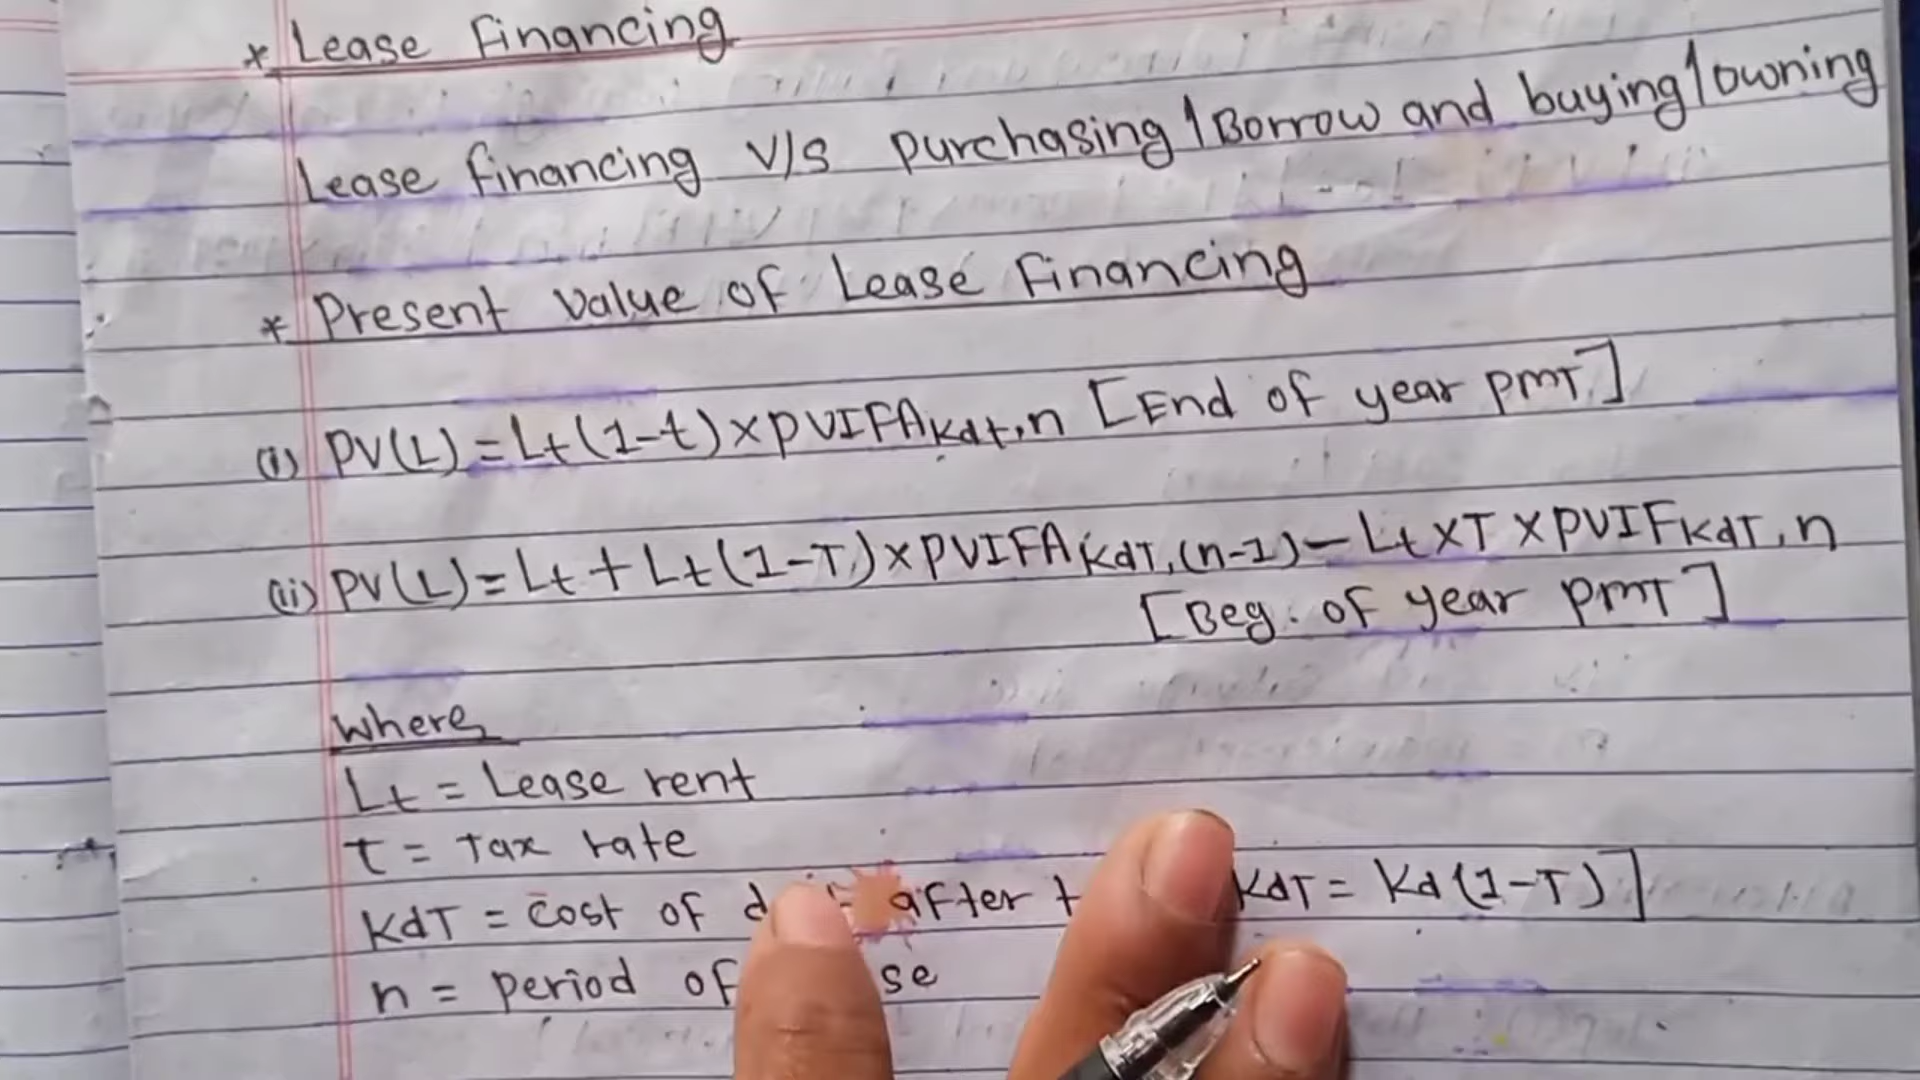 * Lease Financing
Lease financing V/S purchasing/Borrow and buying/owning
* Present value of Lease Financing
(i) PV(L) = Lt(1-t)×PVIFAkdt,n [End of year PMT]
(ii) PV(L) = Lt + Lt(1-T)×PVIFAKdT,(n-1) - Lt×T×PVIFKdT,n
[Beg. of year PMT]
where
Lt = Lease rent
t = Tax rate
KdT = cost of after KdT = Kd(1-T)]
n = period of